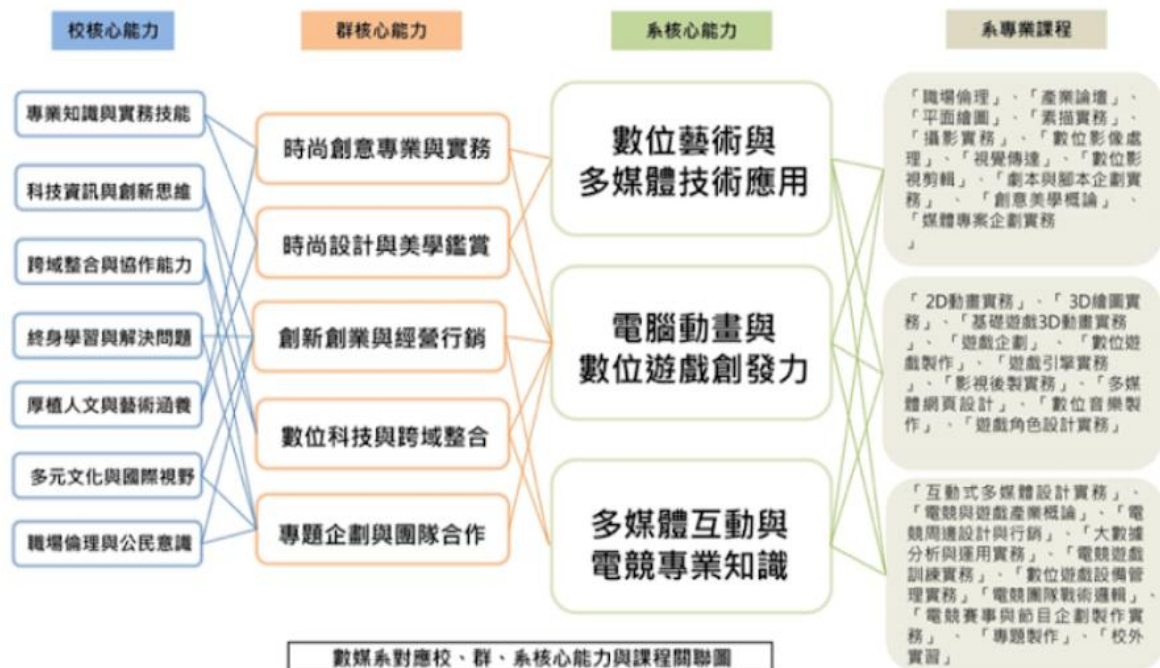 校核心能力
群核心能力
系核心能力
系專業課程
專業知識與實務技能
科技資訊與創新思維
跨域整合與協作能力
終身學習與解決問題
厚植人文與藝術涵養
多元文化與國際視野
職場倫理與公民意識
時尚創意專業與實務
時尚設計與美學鑑賞
創新創業與經營行銷
數位科技與跨域整合
專題企劃與團隊合作
數位藝術與
多媒體技術應用
電腦動畫與
數位遊戲創發力
多媒體互動與
電競專業知識
「職場倫理」、「產業論壇」、
「平面繪圖」、「素描實務」、
「攝影實務」、「數位影像處
理」、「視覺傳達」、「數位影
視剪輯」、「劇本與腳本企劃實
務」、「創意美學概論」、
「媒體專案企劃實務
」
「 2D動畫實務」、「 3D繪圖實
務」、「基礎遊戲3D動畫實務
」、「遊戲企劃」、「數位遊
戲製作」、「遊戲引擎實務
」、「影視後製實務」、「多媒
體網頁設計」、「數位音樂製
作」、「遊戲角色設計實務」
「互動式多媒體設計實務」、
「電競與遊戲產業概論」、「電
競周邊設計與行銷」、「大數據
分析與運用實務」、「電競遊戲
訓練實務」、「數位遊戲設備管
理實務」「電競團隊戰術邏輯」、
「電競賽事與節目企劃製作實
務」、「專題製作」、「校外
實習」
數媒系對應校、群、系核心能力與課程關聯圖